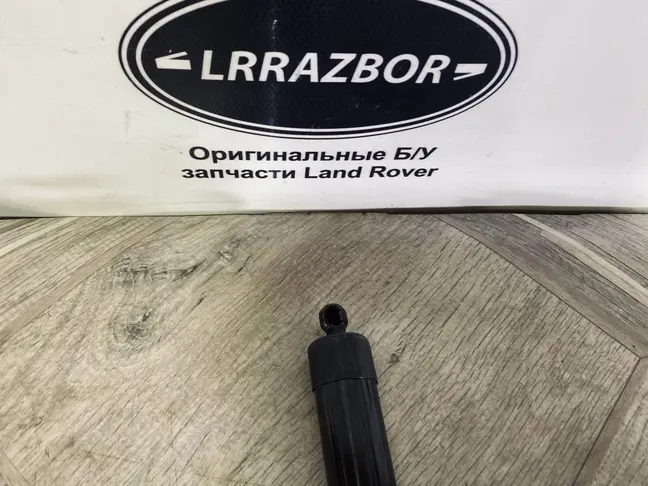 LRRAZBOR
Оригинальные Б/У
запчасти Land Rover